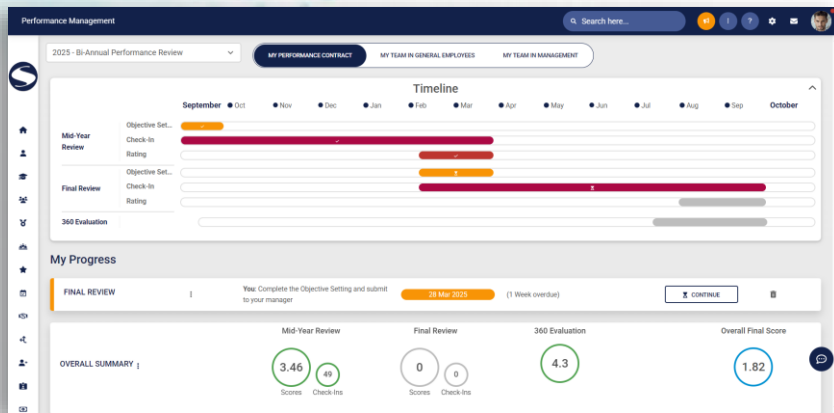 Performance Management
Search here...
! ?
2025 - Bi-Annual Performance Review
MY PERFORMANCE CONTRACT MY TEAM IN GENERAL EMPLOYEES MY TEAM IN MANAGEMENT
Timeline
September Oct Nov Dec Jan Feb Mar Apr May Jun Jul Aug Sep October
Mid-Year Review
Objective Set...
Check-In
Rating
Final Review
Objective Set...
Check-In
Rating
360 Evaluation
My Progress
FINAL REVIEW
You: Complete the Objective Setting and submit
to your manager
28 Mar 2025
(1 Week overdue)
CONTINUE
Mid-Year Review Final Review 360 Evaluation Overall Final Score
OVERALL SUMMARY
3.46 49 0 0 4.3 1.82
Scores Check-Ins Scores Check-Ins